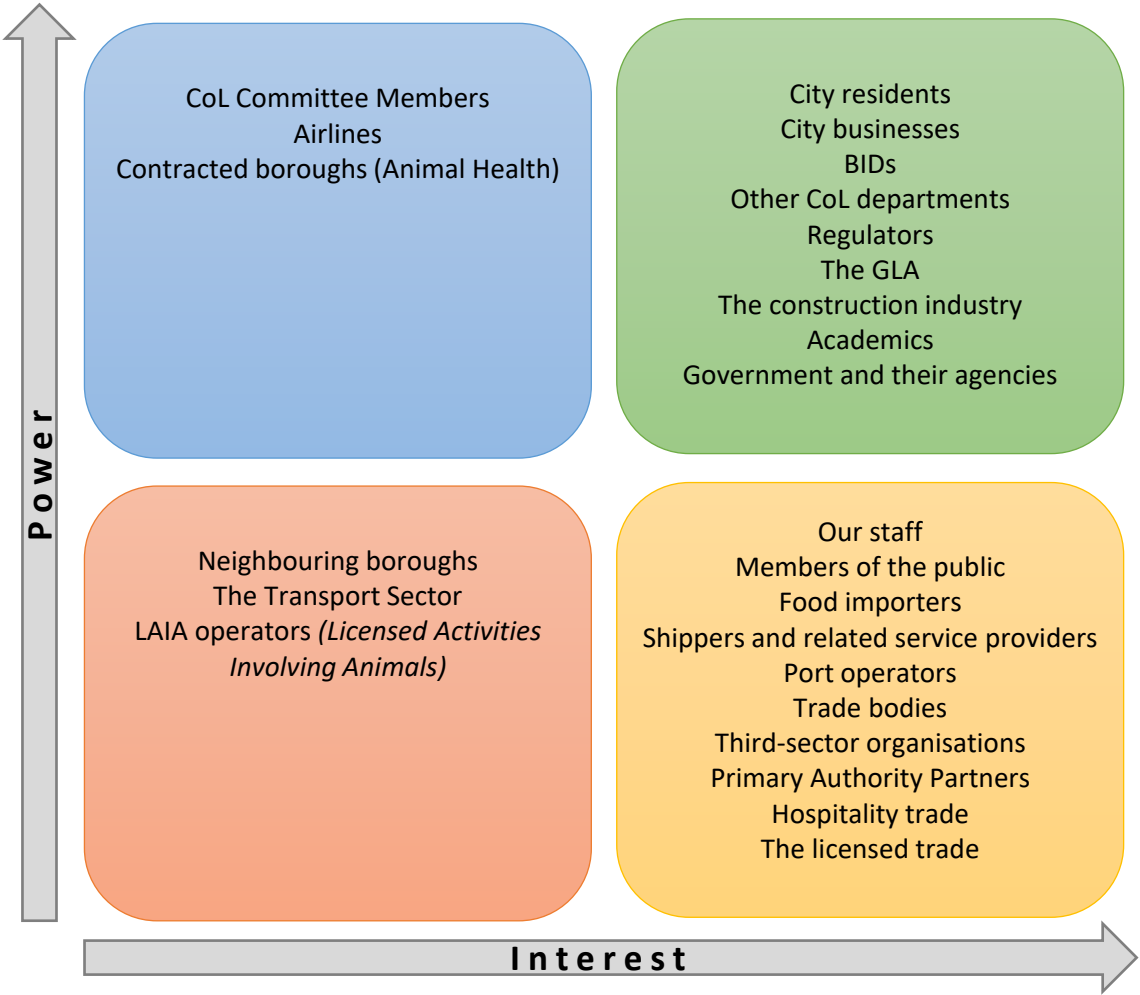 CoL Committee Members
Airlines
Contracted boroughs (Animal Health)
City residents
City businesses
BIDs
Other CoL departments
Regulators
The GLA
The construction industry
Academics
Government and their agencies
Power
Neighbouring boroughs
The Transport Sector
LAIA operators (Licensed Activities
Involving Animals)
Our staff
Members of the public
Food importers
Shippers and related service providers
Port operators
Trade bodies
Third-sector organisations
Primary Authority Partners
Hospitality trade
The licensed trade
Interest